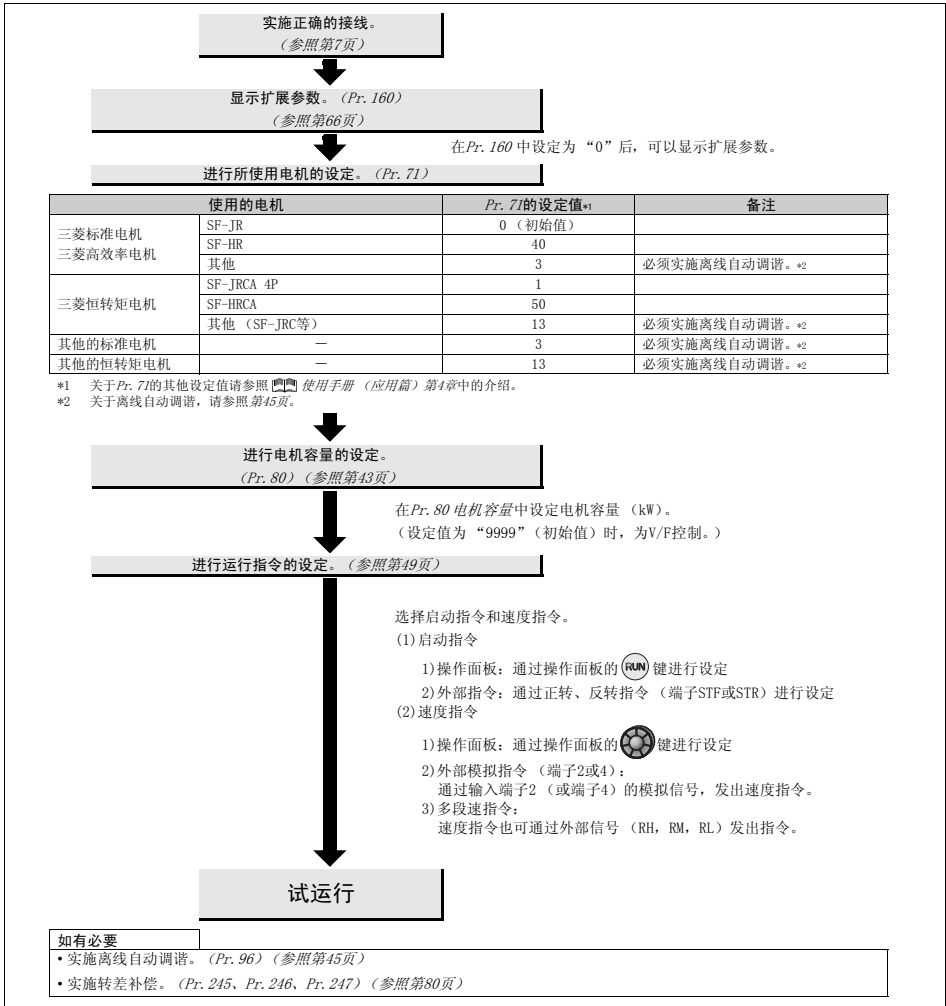 实施正确的接线。
（参照第7页）
显示扩展参数。（Pr. 160）
（参照第66页）
在Pr. 160 中设定为 “0”后，可以显示扩展参数。
进行所使用电机的设定。（Pr. 71）
使用的电机 Pr. 71的设定值*1 备注
三菱标准电机
三菱高效率电机
SF-JR 0 （初始值）
SF-HR 40
其他 3 必须实施离线自动调谐。*2
三菱恒转矩电机
SF-JRCA 4P 1
SF-HRCA 50
其他 （SF-JRC等） 13 必须实施离线自动调谐。*2
其他的标准电机 — 3 必须实施离线自动调谐。*2
其他的恒转矩电机 — 13 必须实施离线自动调谐。*2
*1 关于Pr. 71的其他设定值请参照 使用手册 （应用篇）第4章中的介绍。
*2 关于离线自动调谐，请参照第45页。
进行电机容量的设定。
（Pr. 80）（参照第43页）
在Pr. 80 电机容量中设定电机容量 （kW）。
（设定值为 “9999”（初始值）时，为V/F控制。）
进行运行指令的设定。（参照第49页）
选择启动指令和速度指令。
(1)启动指令
1)操作面板：通过操作面板的 RUN 键进行设定
2)外部指令：通过正转、反转指令 （端子STF或STR）进行设定
(2)速度指令
1)操作面板：通过操作面板的 键进行设定
2)外部模拟指令 （端子2或4）：
通过输入端子2 （或端子4）的模拟信号，发出速度指令。
3)多段速指令：
速度指令也可通过外部信号 （RH，RM，RL）发出指令。
试运行
如有必要
• 实施离线自动调谐。（Pr. 96）（参照第45页）
• 实施转差补偿。（Pr. 245、Pr. 246、Pr. 247）（参照第80页）